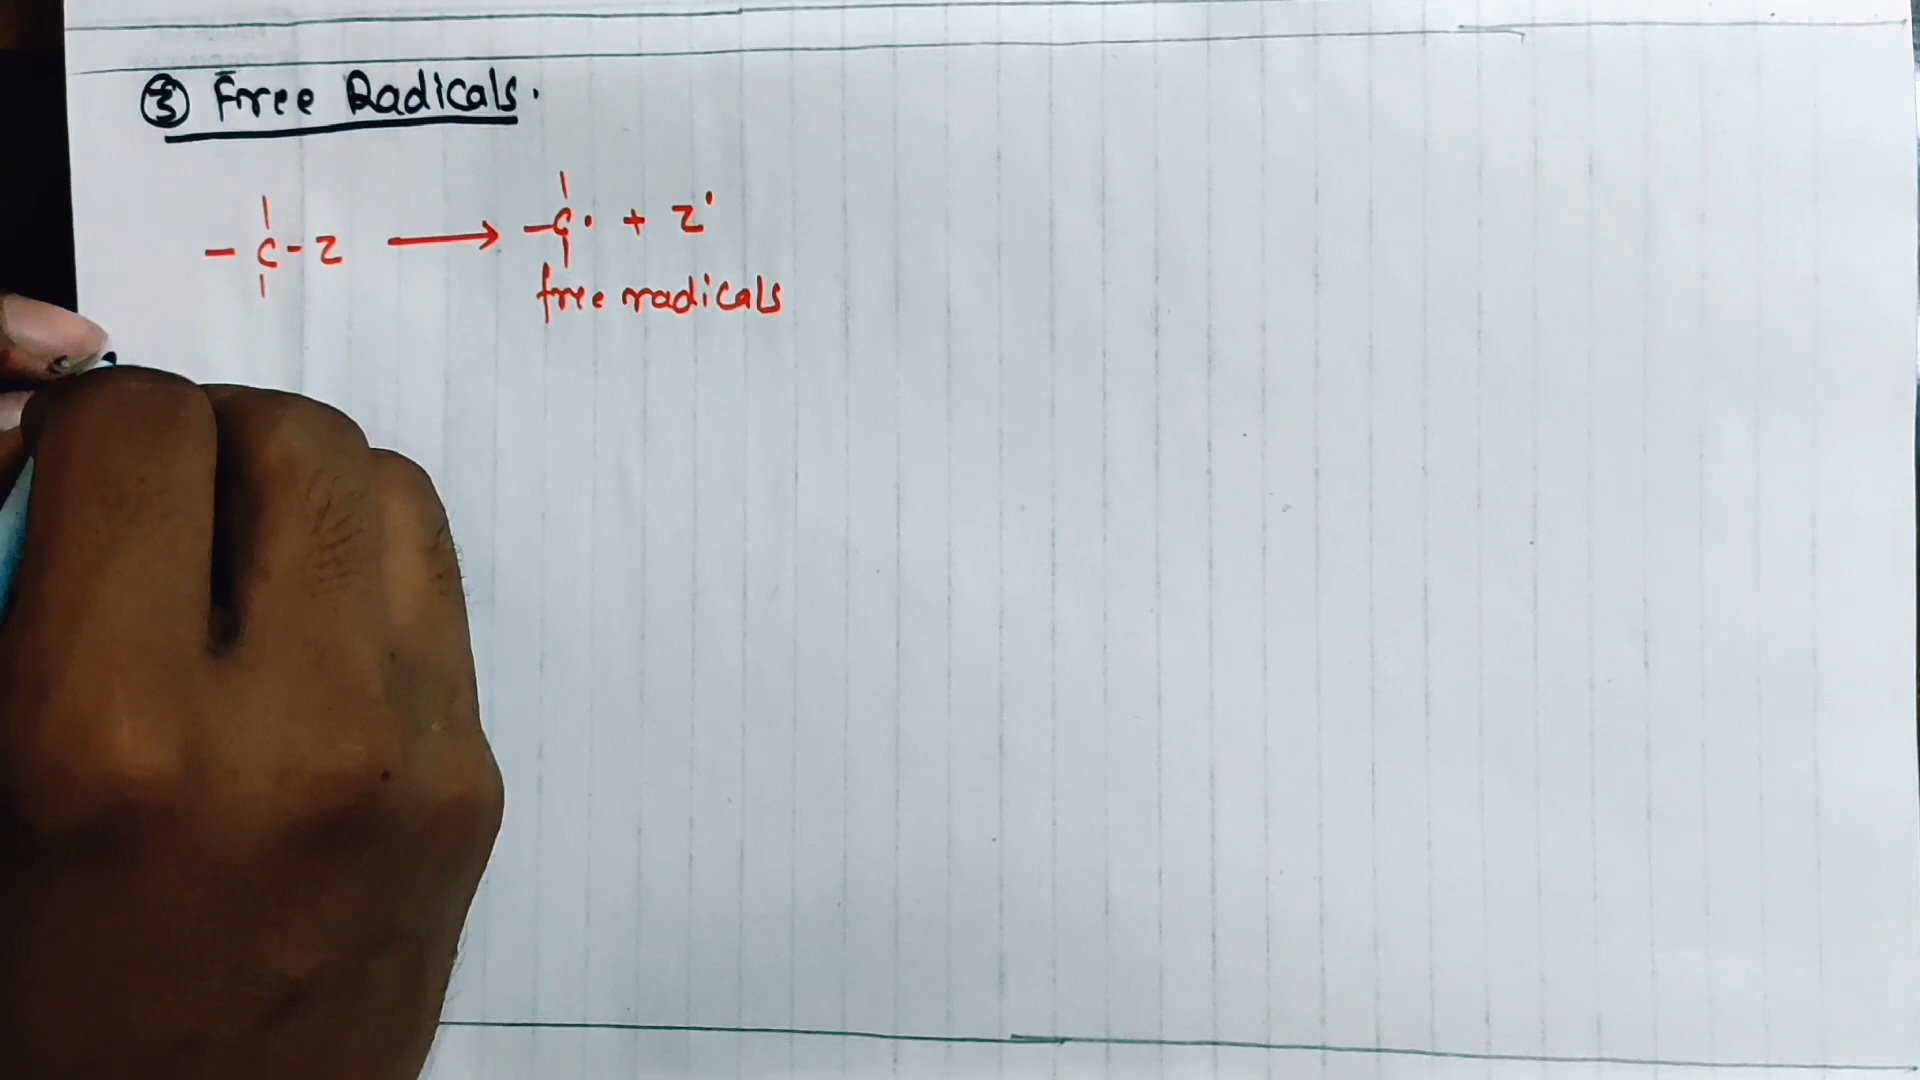 ③ Free Radicals.
- C - Z ⟶ - C• + Z•
free radicals